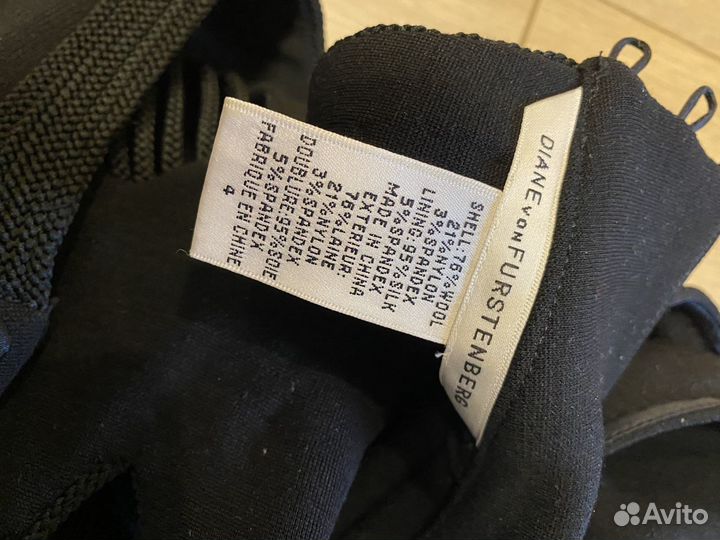 DIANE von FURSTENBERG
SHELL:76%WOOL
21%NYLON
3%SPANDEX
LINING:95%SILK
5%SPANDEX
MADE IN CHINA
EXTERIEUR:
76%LAINE
21%NYLON
3%SPANDEX
DOUBLURE:95%SOIE
5%SPANDEX
FABRIQUE EN CHINE
4
Avito